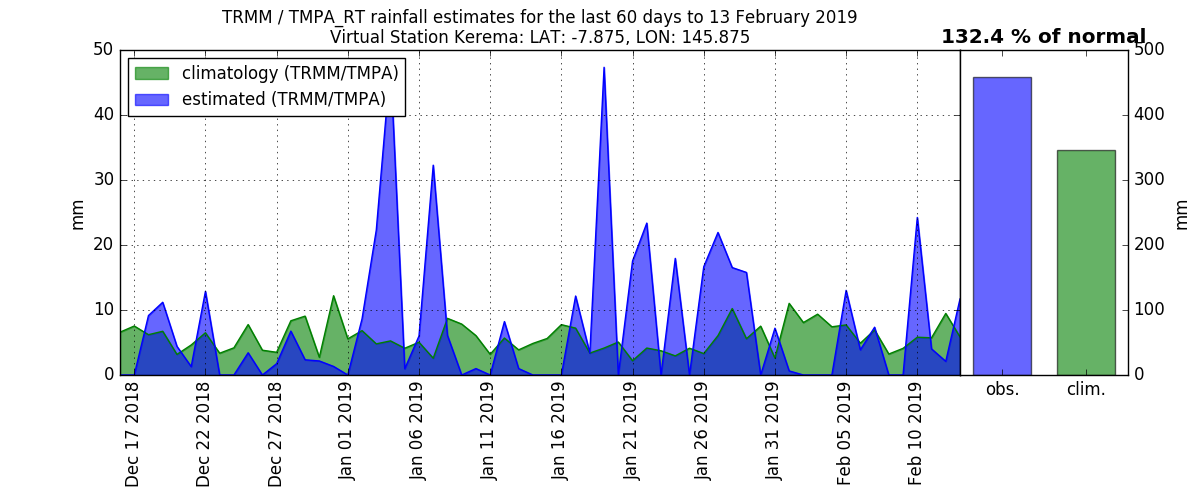 TRMM / TMPA_RT rainfall estimates for the last 60 days to 13 February 2019
Virtual Station Kerema: LAT: -7.875, LON: 145.875
132.4 % of normal
climatology (TRMM/TMPA)
estimated (TRMM/TMPA)
50
40
30
20
10
0
mm
Dec 17 2018
Dec 22 2018
Dec 27 2018
Jan 01 2019
Jan 06 2019
Jan 11 2019
Jan 16 2019
Jan 21 2019
Jan 26 2019
Jan 31 2019
Feb 05 2019
Feb 10 2019
500
400
300
200
100
0
mm
obs.
clim.